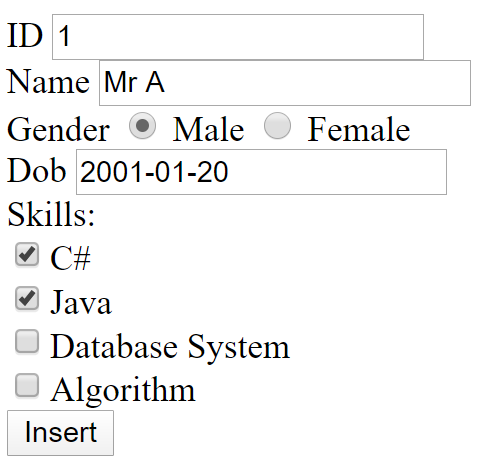 ID 1
Name Mr A
Gender Male Female
Dob 2001-01-20
Skills:
C#
Java
Database System
Algorithm
Insert